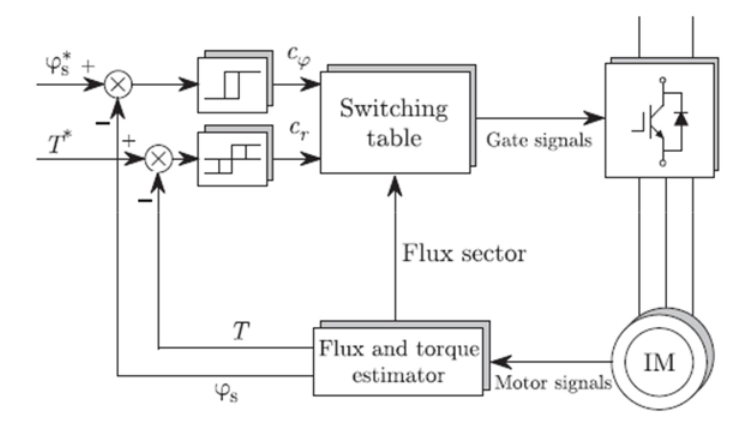 φs* +
cφ
Switching
table
Gate signals
−
T* +
cr
−
Flux sector
T
Flux and torque
estimator
IM
Motor signals
φs